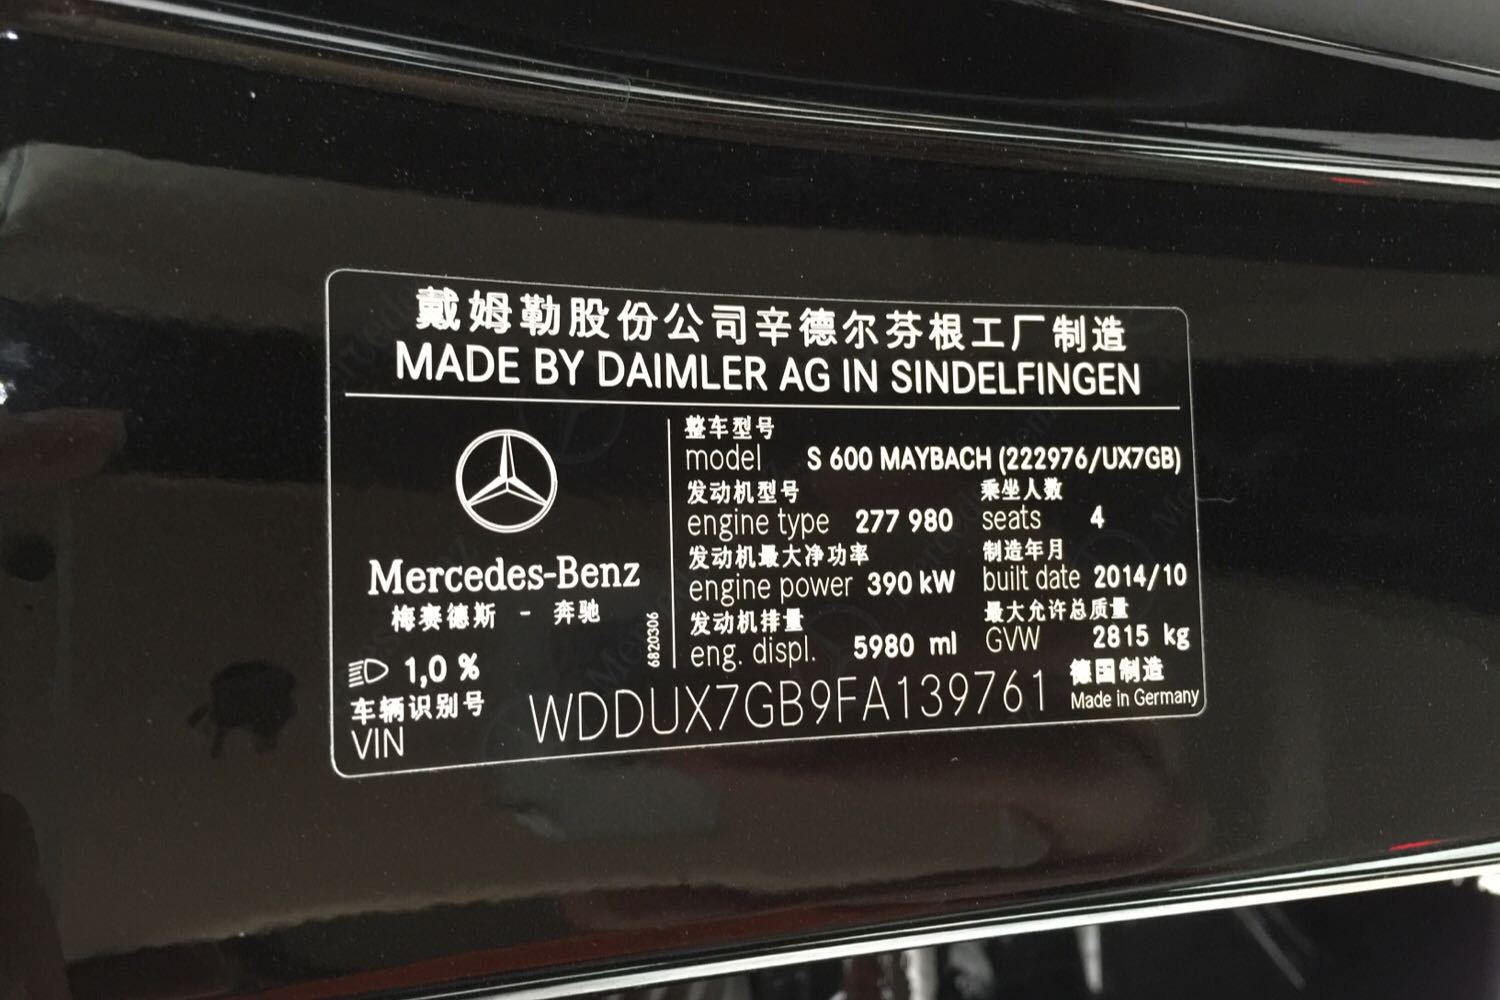 戴姆勒股份公司辛德尔芬根工厂制造
MADE BY DAIMLER AG IN SINDELFINGEN
Mercedes-Benz
梅赛德斯 - 奔驰
6820306
1,0 %
整车型号
model S 600 MAYBACH (222976/UX7GB)
发动机型号 乘坐人数
engine type 277 980 seats 4
发动机最大净功率 制造年月
engine power 390 kW built date 2014/10
发动机排量 最大允许总质量
eng. displ. 5980 ml GVW 2815 kg
车辆识别号 德国制造
VIN WDDUX7GB9FA139761 Made in Germany